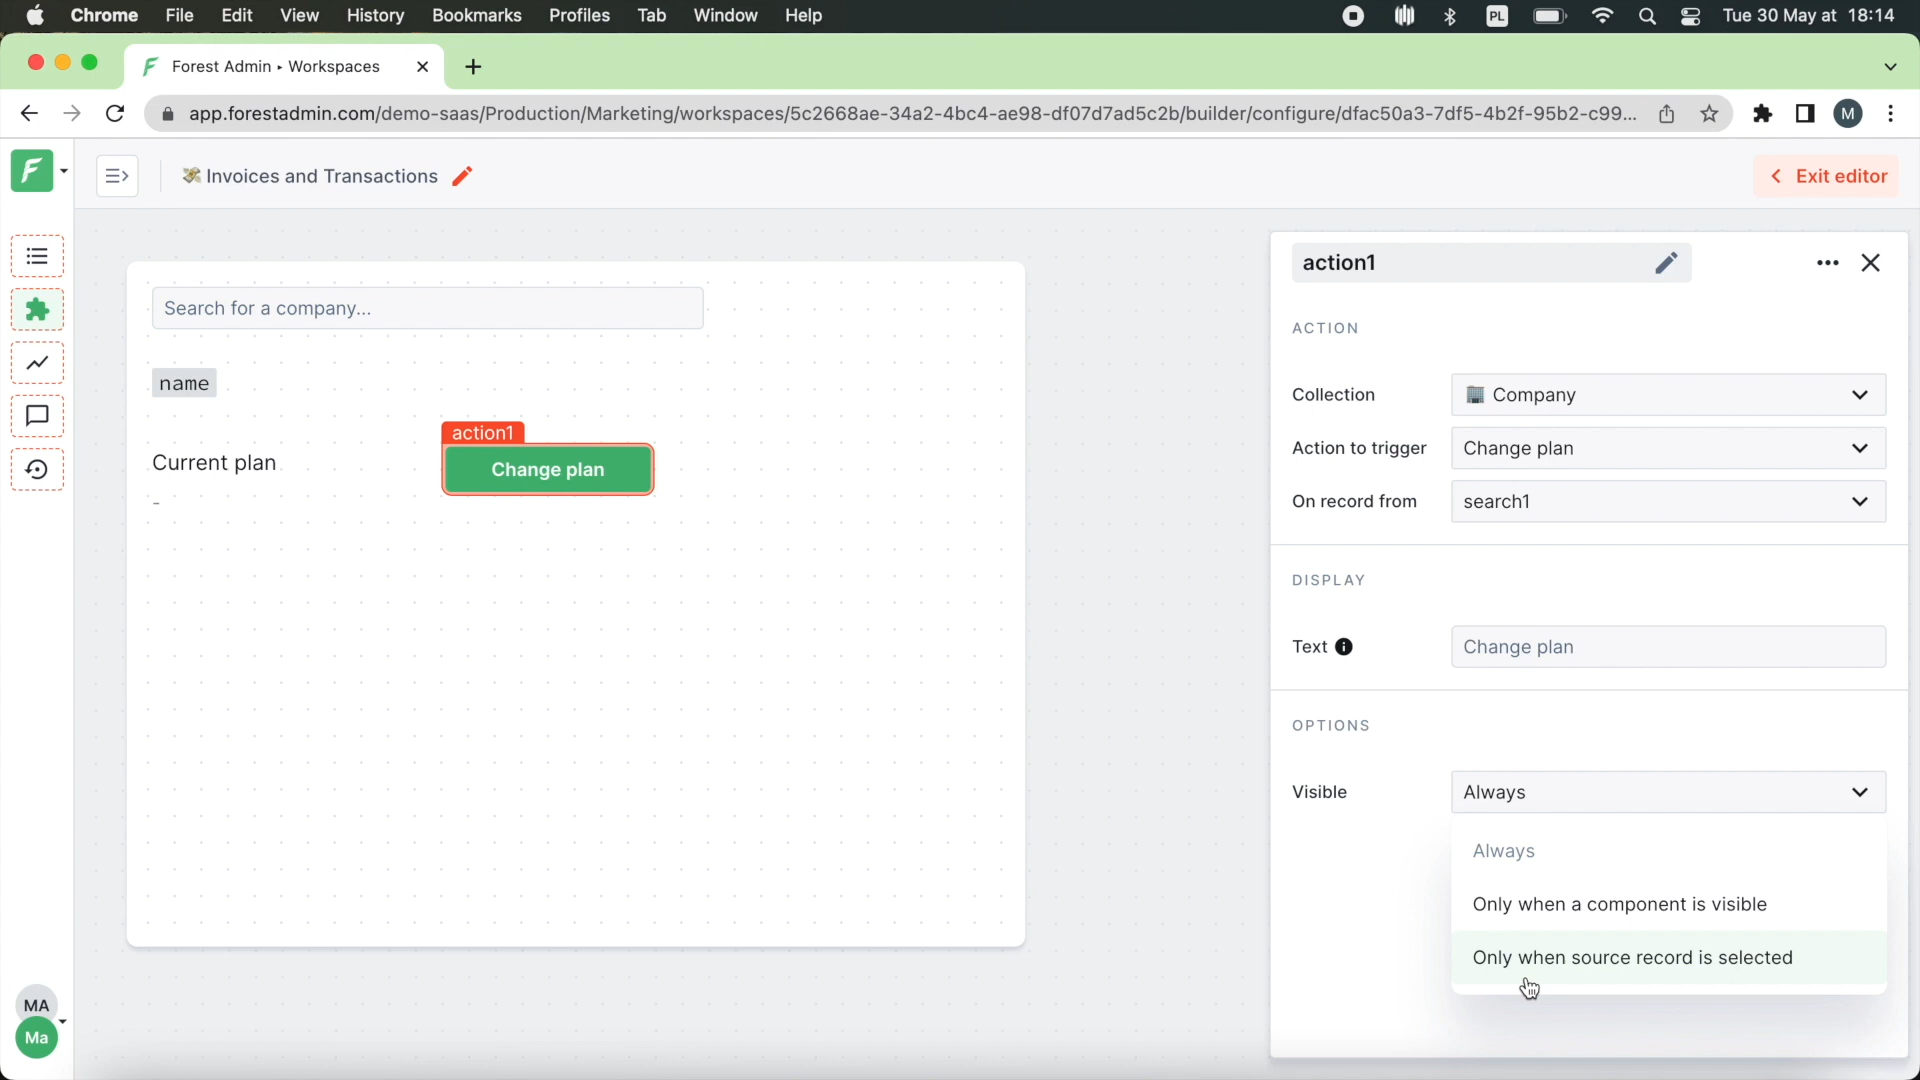 Chrome File Edit View History Bookmarks Profiles Tab Window Help PL Tue 30 May at 18:14
Forest Admin • Workspaces
app.forestadmin.com/demo-saas/Production/Marketing/workspaces/5c2668ae-34a2-4bc4-ae98-df07d7ad5c2b/builder/configure/dfac50a3-7df5-4b2f-95b2-c99... M
Invoices and Transactions
Exit editor
Search for a company...
name
action1
Current plan
Change plan
-
action1
ACTION
Collection Company
Action to trigger Change plan
On record from search1
DISPLAY
Text Change plan
OPTIONS
Visible Always
Always
Only when a component is visible
Only when source record is selected
MA
Ma